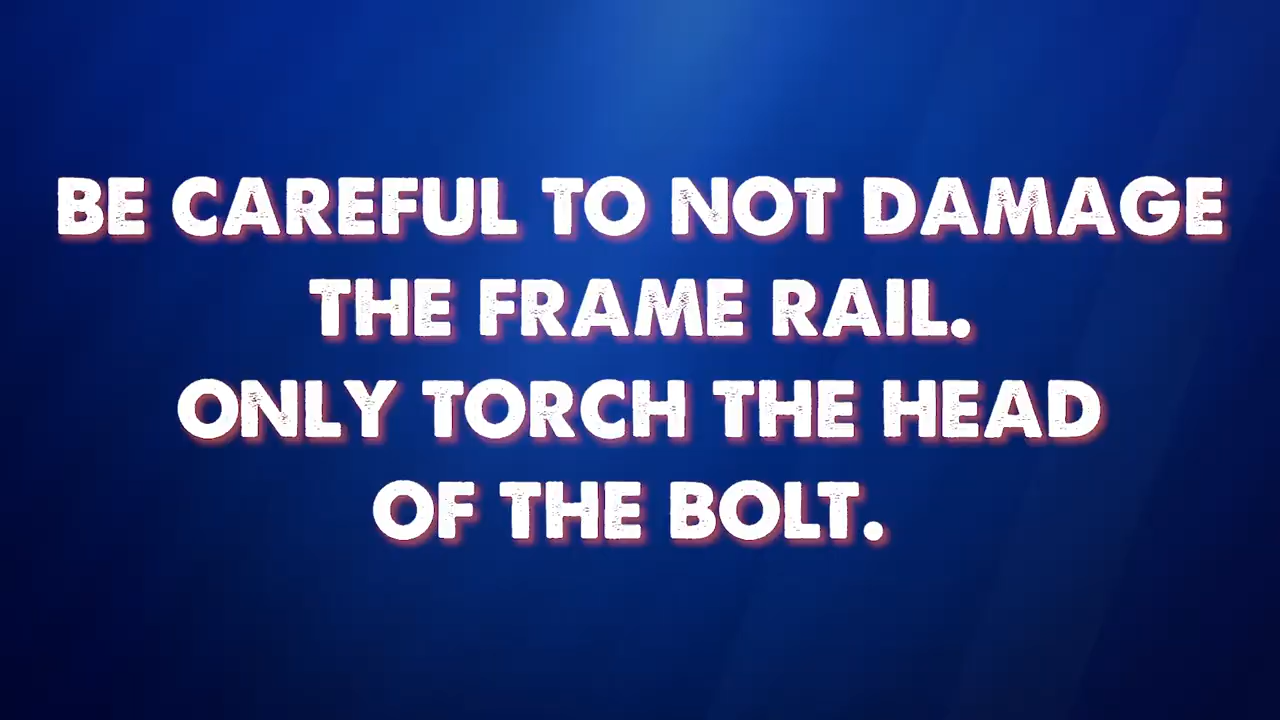 BE CAREFUL TO NOT DAMAGE
THE FRAME RAIL.
ONLY TORCH THE HEAD
OF THE BOLT.